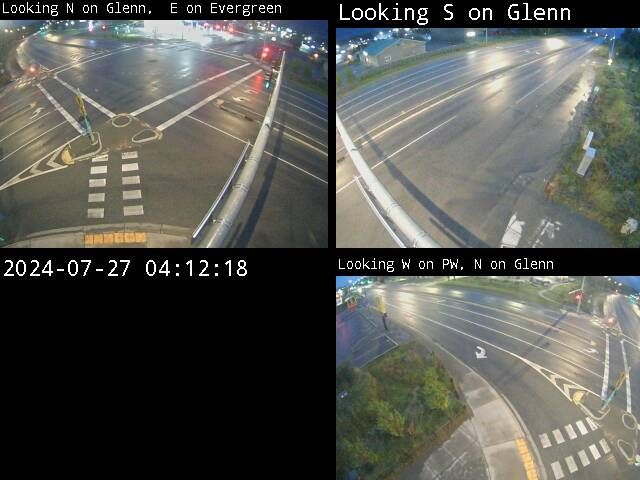 Looking N on Glenn,  E on Evergreen
Looking S on Glenn
2024-07-27 04:12:18
Looking W on PW, N on Glenn